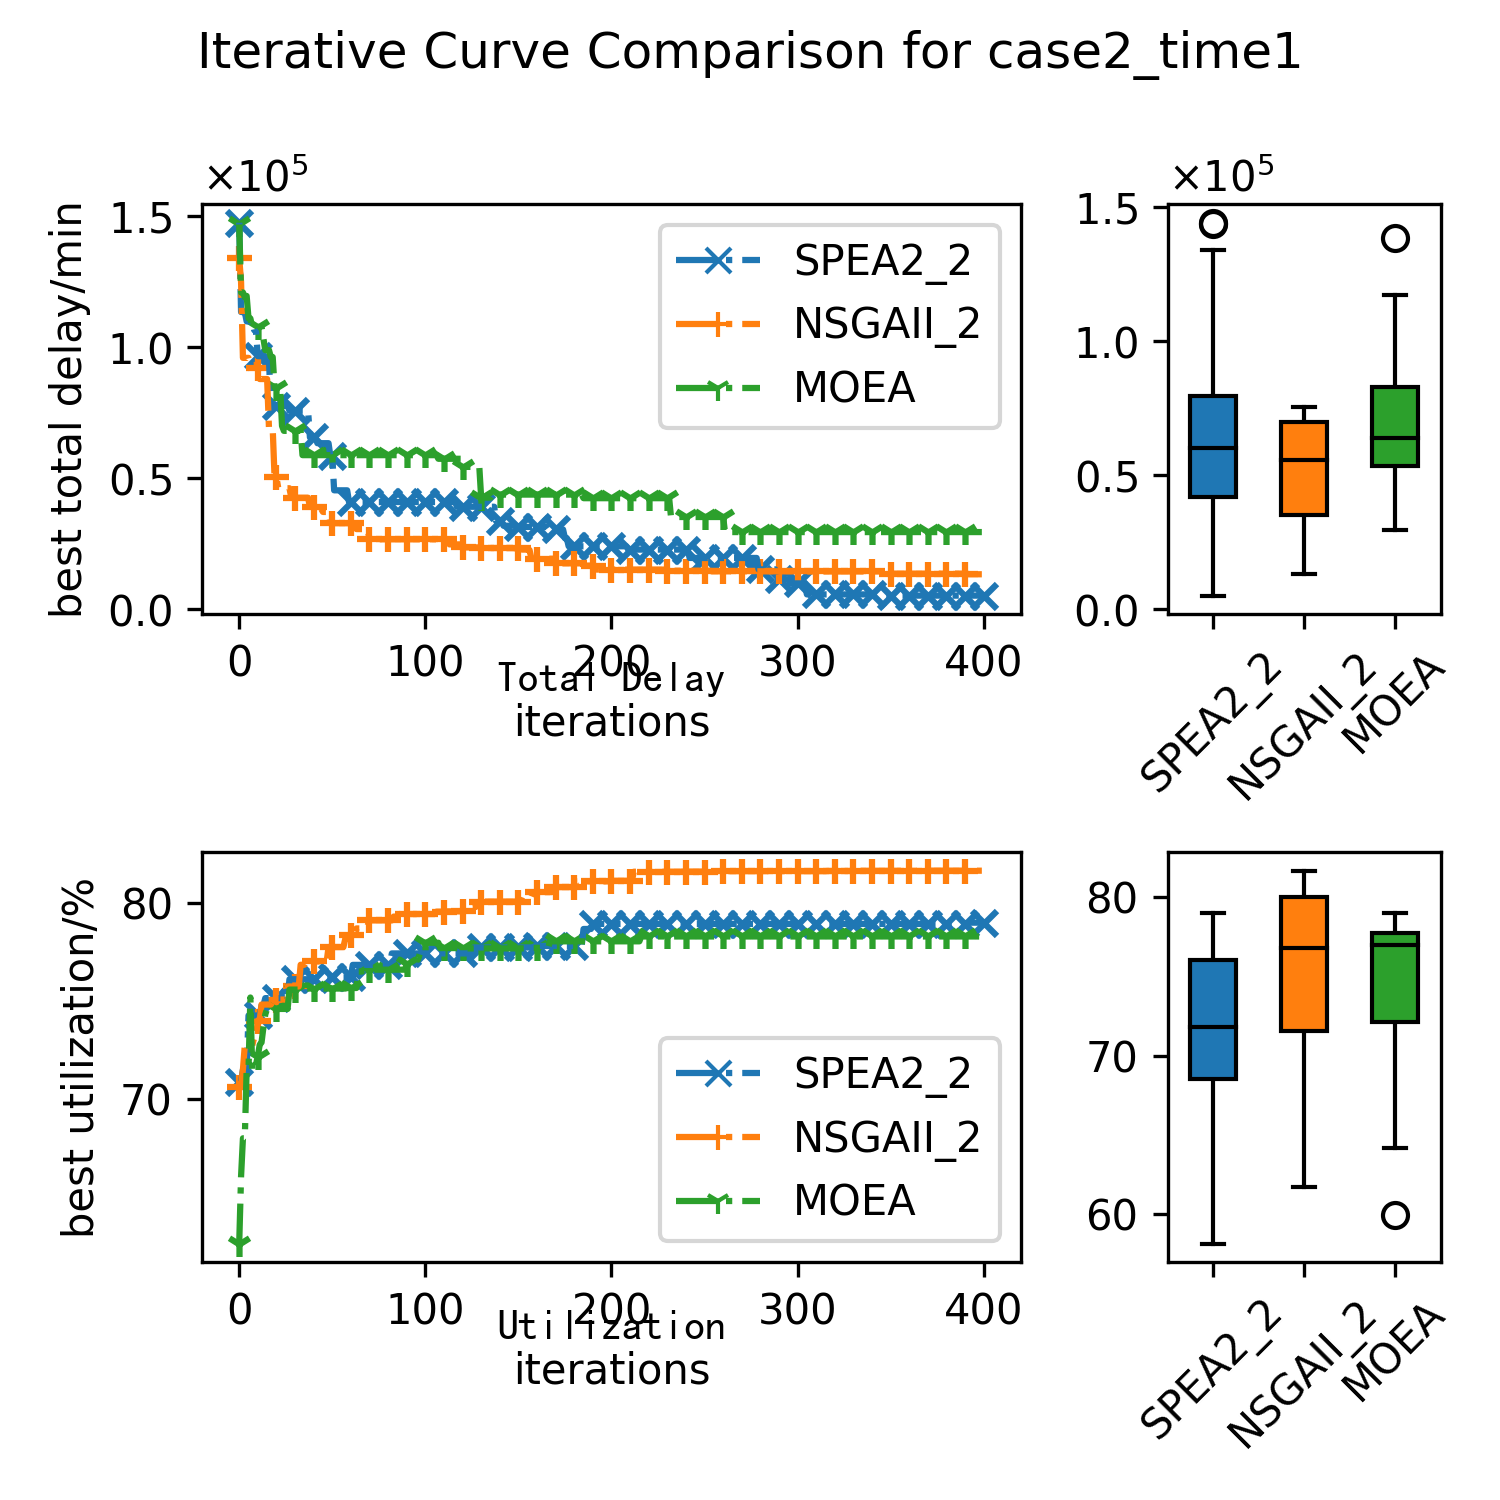 Iterative Curve Comparison for case2_time1
×10⁵
best total delay/min
1.5
1.0
0.5
0.0
SPEA2_2
NSGAII_2
MOEA
0 100 200 300 400
Total Delay
iterations
×10⁵
1.5
1.0
0.5
0.0
SPEA2_2
NSGAII_2
MOEA
best utilization/%
80
70
SPEA2_2
NSGAII_2
MOEA
0 100 200 300 400
Utilization
iterations
80
70
60
SPEA2_2
NSGAII_2
MOEA